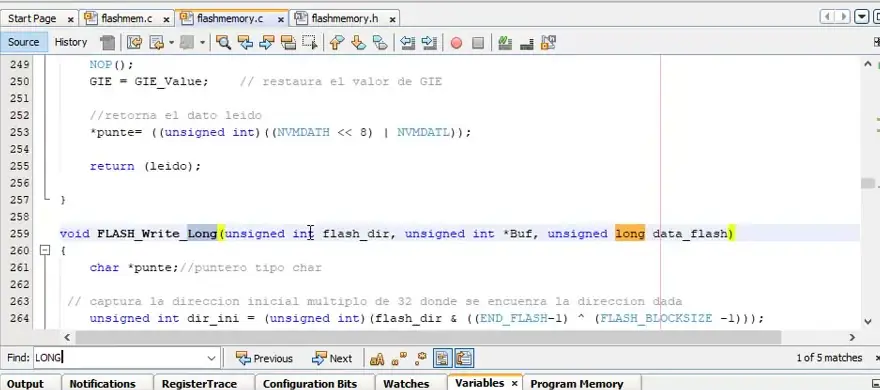 Start Page flashmem.c flashmemory.c flashmemory.h
Source History
249 NOP();
250 GIE = GIE_Value; // restaura el valor de GIE
251
252 //retorna el dato leido
253 *punte= ((unsigned int)((NVMDATH << 8) | NVMDATL));
254
255 return (leido);
256
257 }
258
259 void FLASH_Write_Long(unsigned int flash_dir, unsigned int *Buf, unsigned long data_flash)
260 {
261 char *punte;//puntero tipo char
262
263 // captura la direccion inicial multiplo de 32 donde se encuenra la direccion dada
264 unsigned int dir_ini = (unsigned int)(flash_dir & ((END_FLASH-1) ^ (FLASH_BLOCKSIZE -1)));
Find: LONG Previous Next aA 1 of 5 matches
Output Notifications RegisterTrace Configuration Bits Watches Variables Program Memory